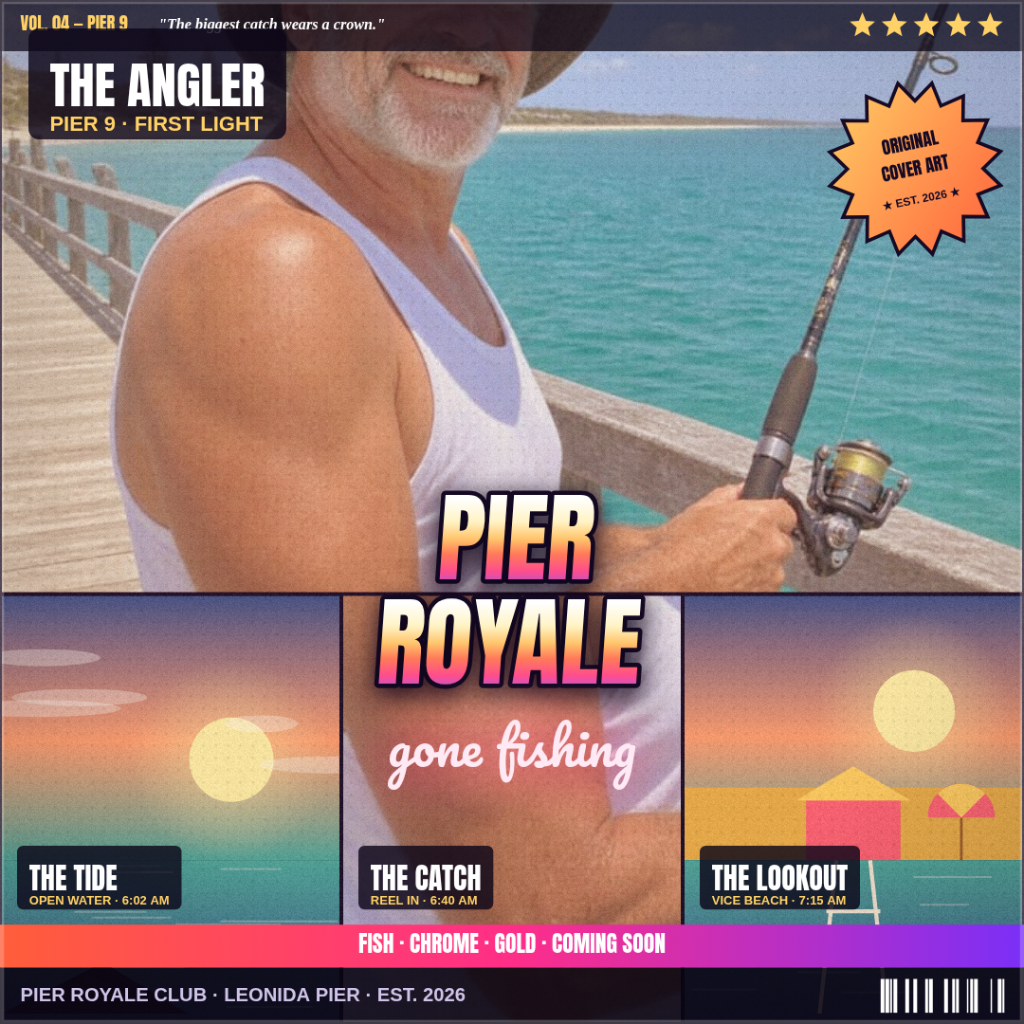 VOL. 04 – PIER 9
"The biggest catch wears a crown."
THE ANGLER
PIER 9 · FIRST LIGHT
ORIGINAL
COVER ART
★ EST. 2026 ★
PIER
ROYALE
gone fishing
THE TIDE
OPEN WATER · 6:02 AM
THE CATCH
REEL IN · 6:40 AM
THE LOOKOUT
VICE BEACH · 7:15 AM
FISH · CHROME · GOLD · COMING SOON
PIER ROYALE CLUB · LEONIDA PIER · EST. 2026